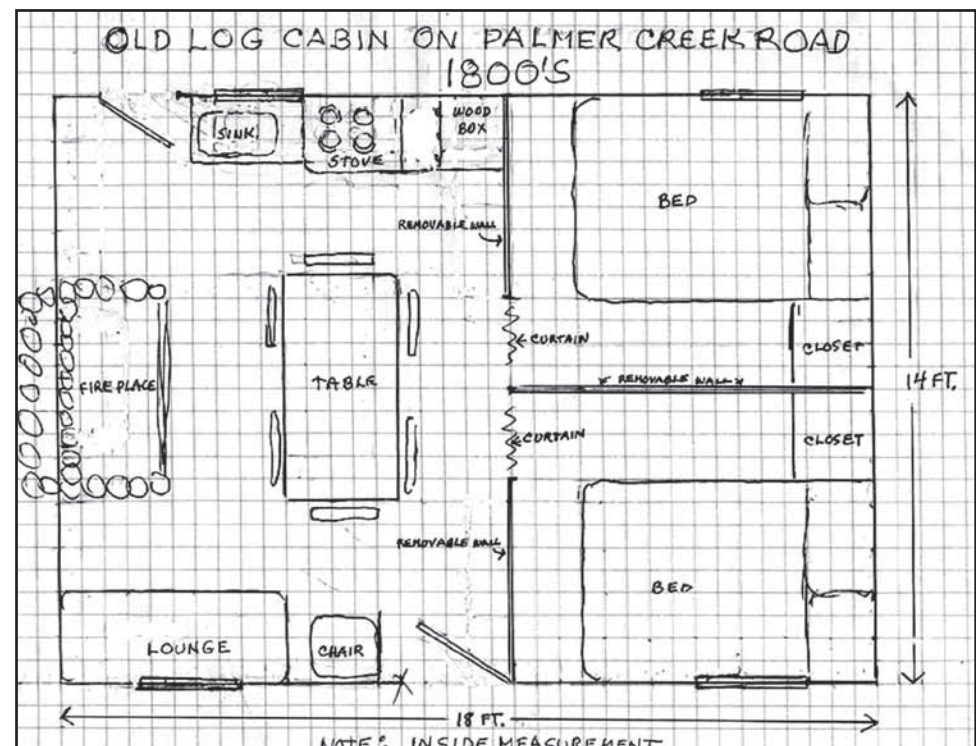 OLD LOG CABIN ON PALMER CREEK ROAD
1800'S
SINK
STOVE
WOOD
BOX
BED
REMOVABLE WALL
CURTAIN
CLOSET
FIRE PLACE
TABLE
REMOVABLE WALL
14 FT.
CURTAIN
CLOSET
REMOVABLE WALL
BED
LOUNGE
CHAIR
18 FT.
NOTE: INSIDE MEASUREMENT